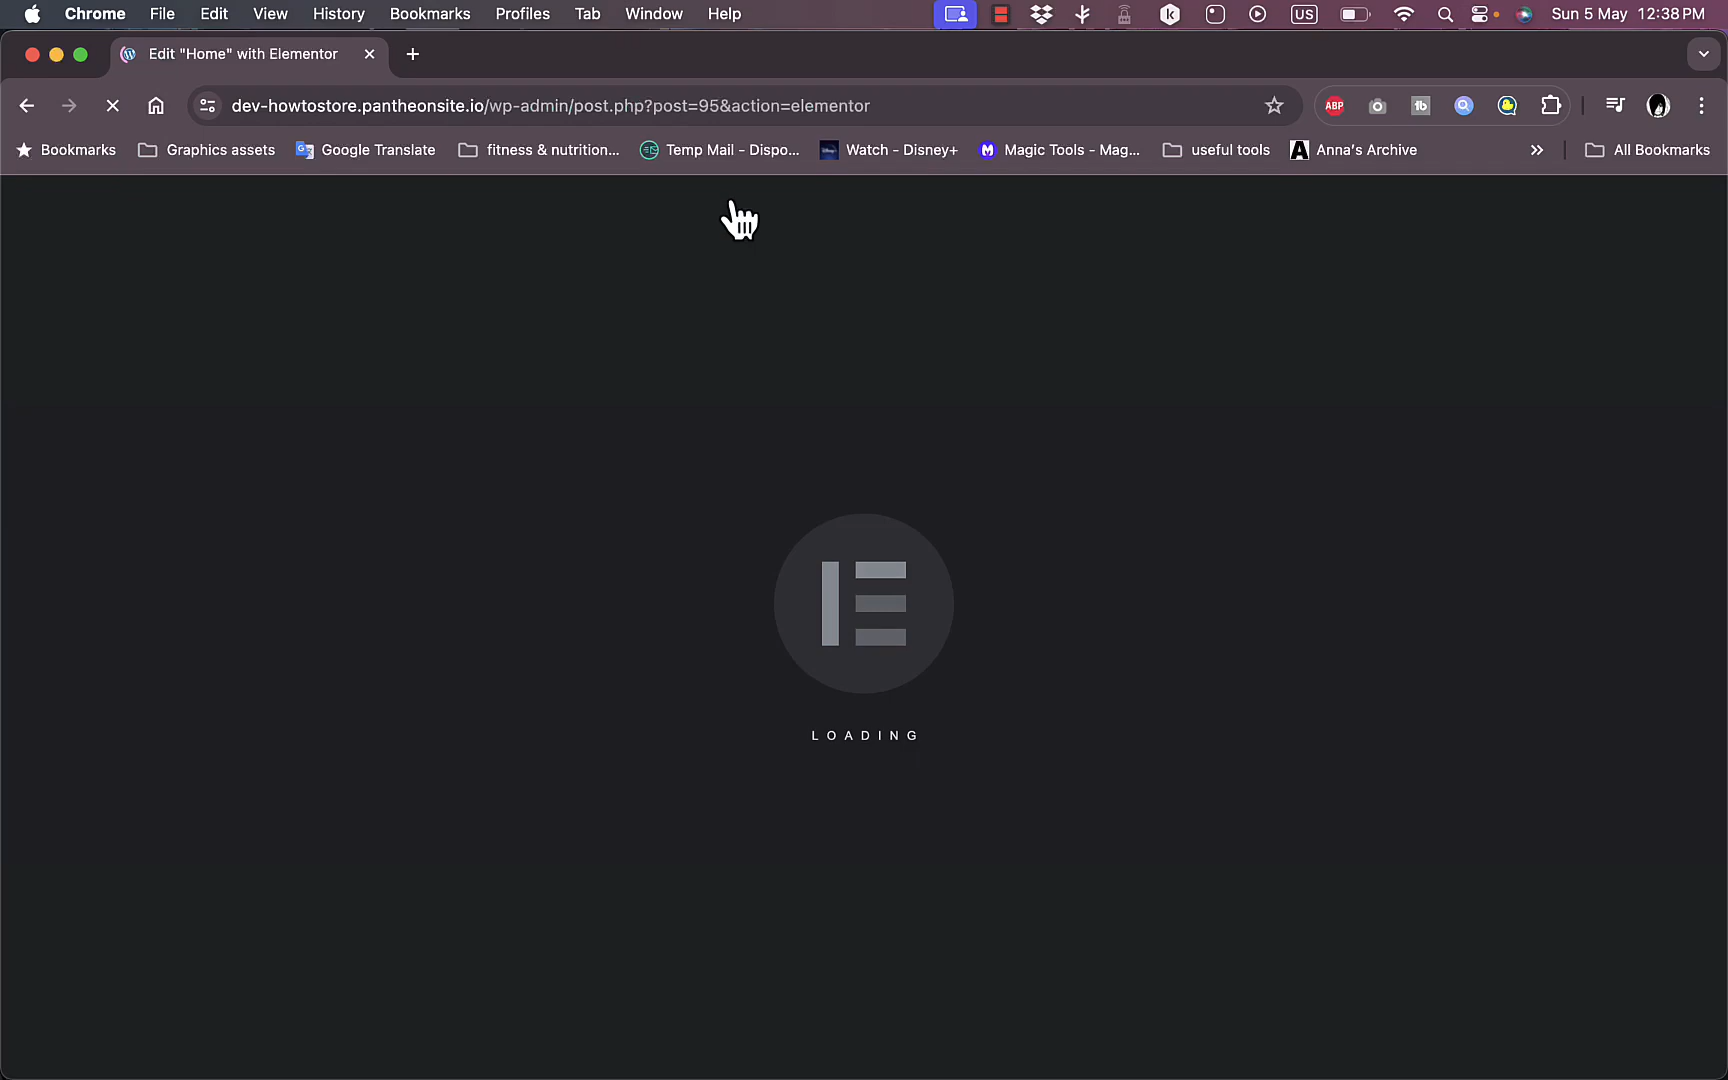 Chrome File Edit View History Bookmarks Profiles Tab Window Help US Sun 5 May 12:38 PM
Edit "Home" with Elementor
dev-howtostore.pantheonsite.io/wp-admin/post.php?post=95&action=elementor ABP fb
Bookmarks Graphics assets Google Translate fitness & nutrition... Temp Mail - Dispo... Watch - Disney+ Magic Tools - Mag... useful tools Anna's Archive All Bookmarks
LOADING